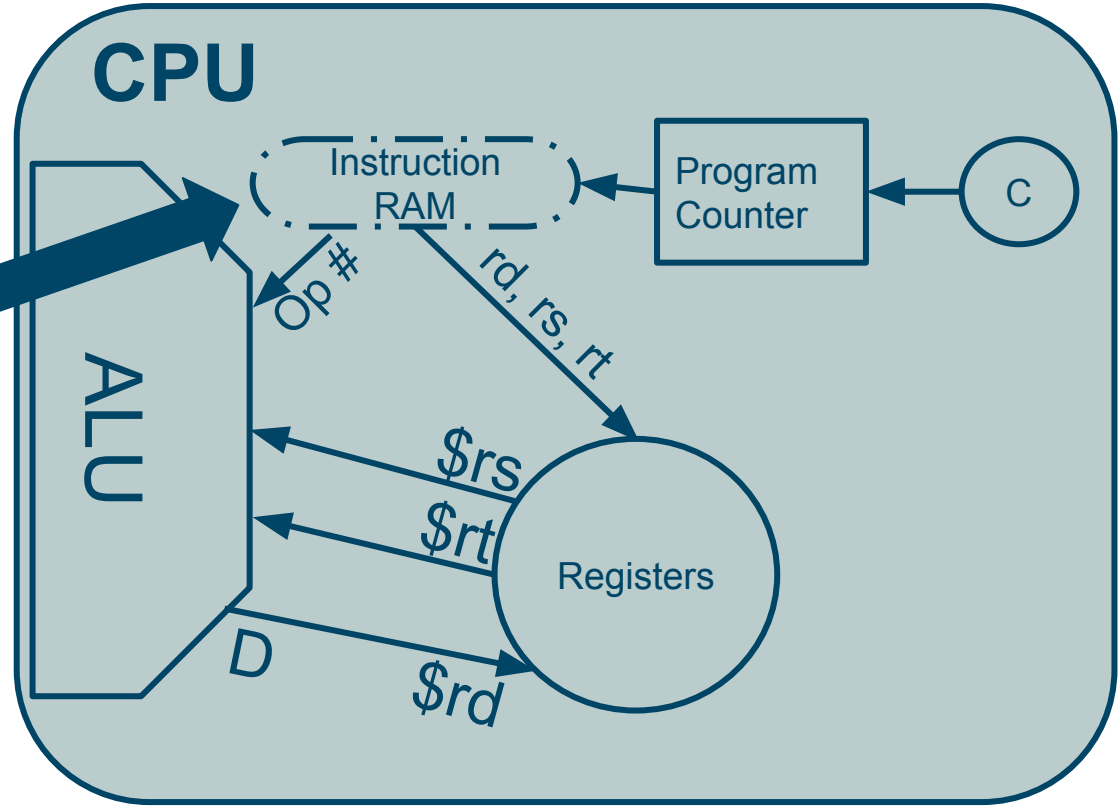 CPU
Instruction
RAM
Program
Counter
C
Op #
rd, rs, rt
ALU
$rs
$rt
Registers
D
$rd